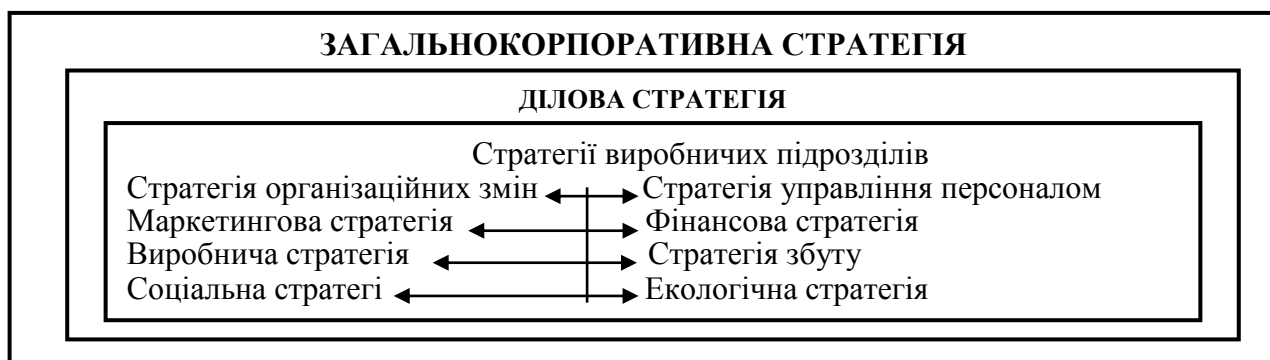 ЗАГАЛЬНОКОРПОРАТИВНА СТРАТЕГІЯ
ДІЛОВА СТРАТЕГІЯ
Стратегії виробничих підрозділів
Стратегія організаційних змін Стратегія управління персоналом
Маркетингова стратегія Фінансова стратегія
Виробнича стратегія Стратегія збуту
Соціальна стратегі Екологічна стратегія